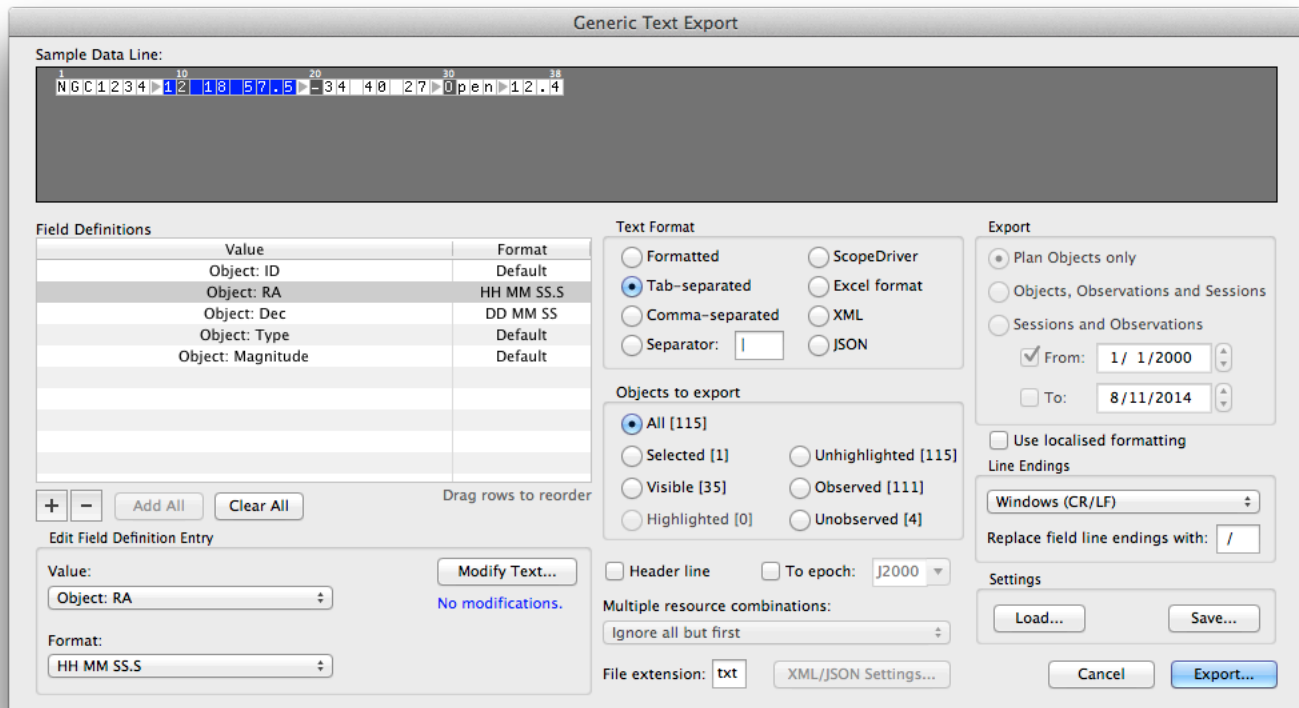 Generic Text Export
Sample Data Line:
1 10 20 30 38
NGC1234▶12 18 57.5▶-34 40 27▶Open▶12.4
Field Definitions
Value Format
Object: ID Default
Object: RA HH MM SS.S
Object: Dec DD MM SS
Object: Type Default
Object: Magnitude Default
+ - Add All Clear All Drag rows to reorder
Edit Field Definition Entry
Value: Modify Text...
Object: RA No modifications.
Format:
HH MM SS.S
Text Format
Formatted ScopeDriver
Tab-separated Excel format
Comma-separated XML
Separator: | JSON
Objects to export
All [115]
Selected [1] Unhighlighted [115]
Visible [35] Observed [111]
Highlighted [0] Unobserved [4]
Header line To epoch: J2000
Multiple resource combinations:
Ignore all but first
File extension: txt XML/JSON Settings...
Export
Plan Objects only
Objects, Observations and Sessions
Sessions and Observations
From: 1/ 1/2000
To: 8/11/2014
Use localised formatting
Line Endings
Windows (CR/LF)
Replace field line endings with: /
Settings
Load... Save...
Cancel Export...